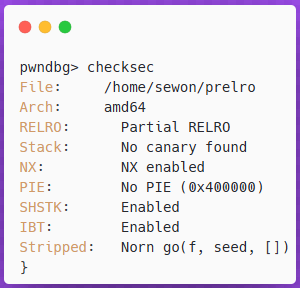 pwndbg> checksec
File:     /home/sewon/prelro
Arch:     amd64
RELRO:      Partial RELRO
Stack:      No canary found
NX:         NX enabled
PIE:        No PIE (0x400000)
SHSTK:      Enabled
IBT:        Enabled
Stripped:   Norn go(f, seed, [])
}